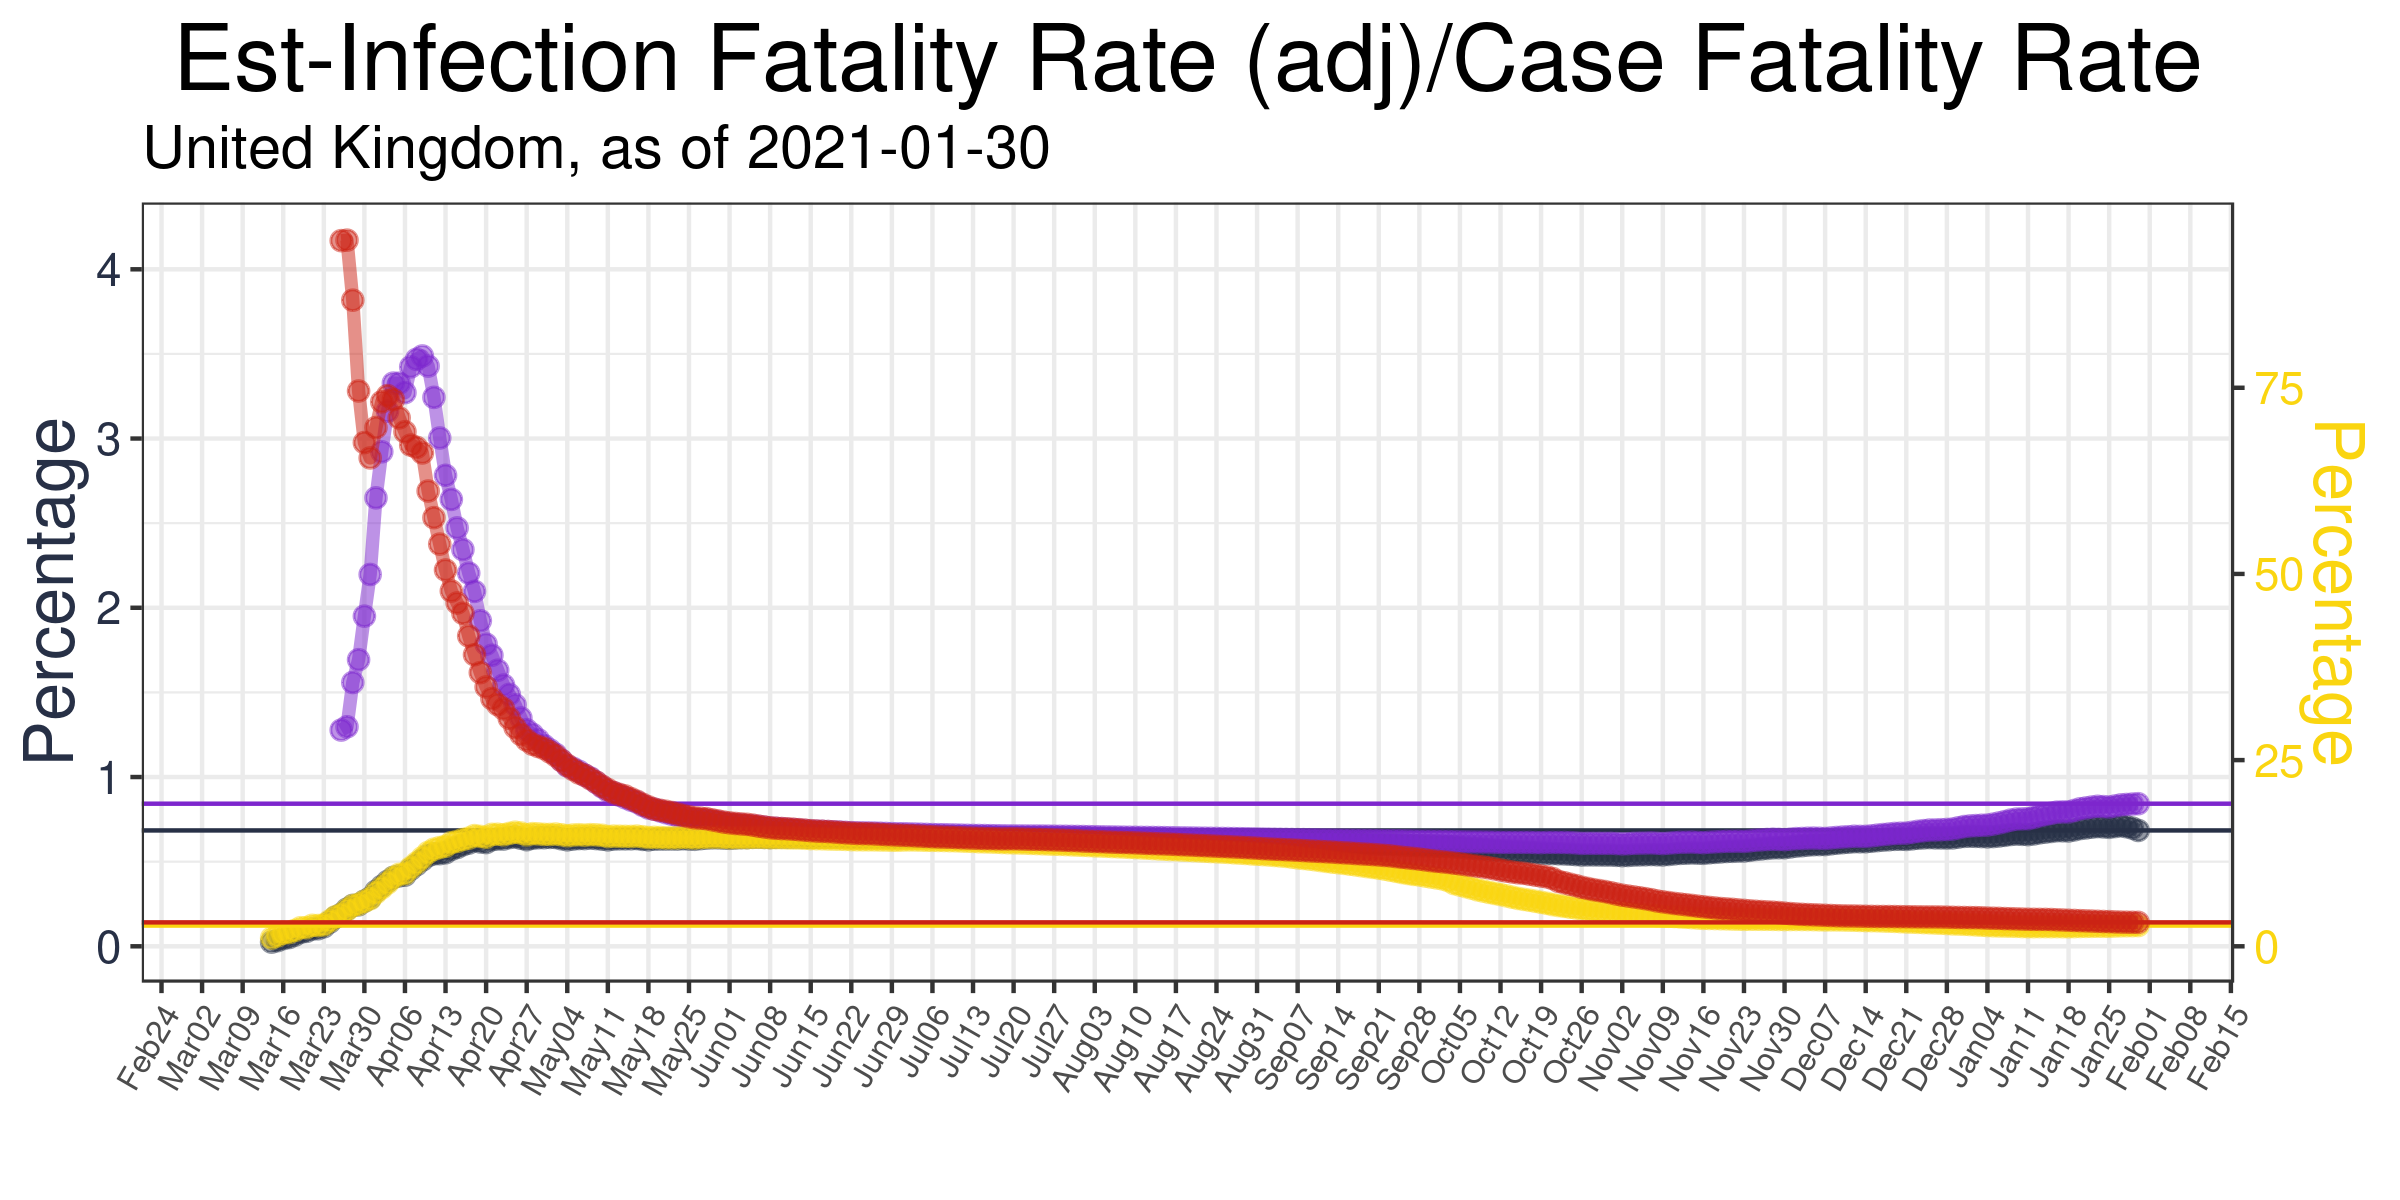 Est-Infection Fatality Rate (adj)/Case Fatality Rate
United Kingdom, as of 2021-01-30
Percentage
4
3
2
1
0
75
50
25
0
Percentage
Feb24
Mar02
Mar09
Mar16
Mar23
Mar30
Apr06
Apr13
Apr20
Apr27
May04
May11
May18
May25
Jun01
Jun08
Jun15
Jun22
Jun29
Jul06
Jul13
Jul20
Jul27
Aug03
Aug10
Aug17
Aug24
Aug31
Sep07
Sep14
Sep21
Sep28
Oct05
Oct12
Oct19
Oct26
Nov02
Nov09
Nov16
Nov23
Nov30
Dec07
Dec14
Dec21
Dec28
Jan04
Jan11
Jan18
Jan25
Feb01
Feb08
Feb15